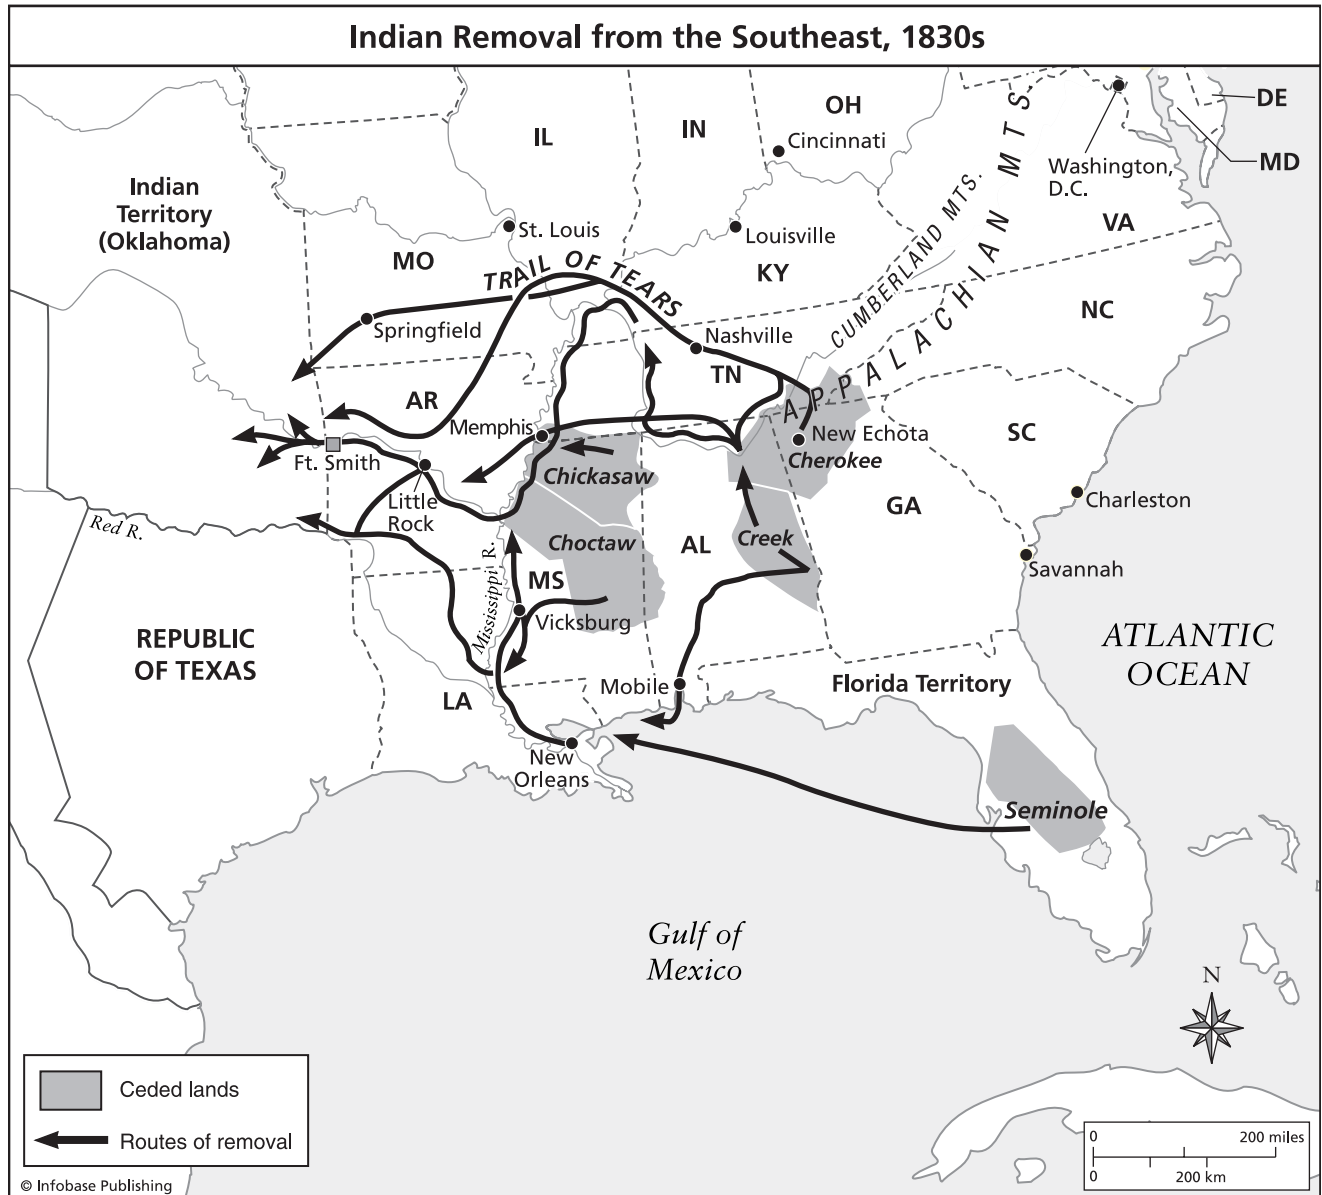 Indian Removal from the Southeast, 1830s
DE
OH
IN
IL
Cincinnati
MTS.
MD
Washington,
D.C.
Indian
Territory
(Oklahoma)
CUMBERLAND MTS.
VA
St. Louis
Louisville
MO
KY
TRAIL OF TEARS
APPALACHIAN
NC
Springfield
Nashville
TN
AR
Memphis
New Echota
SC
Ft. Smith
Cherokee
Chickasaw
Little
Rock
Charleston
GA
Red R.
Choctaw
AL
Creek
Mississippi R.
MS
Savannah
Vicksburg
REPUBLIC
OF TEXAS
ATLANTIC
OCEAN
Mobile
Florida Territory
LA
New
Orleans
Seminole
Gulf of
Mexico
N
Ceded lands
Routes of removal
0
200 miles
0
200 km
© Infobase Publishing